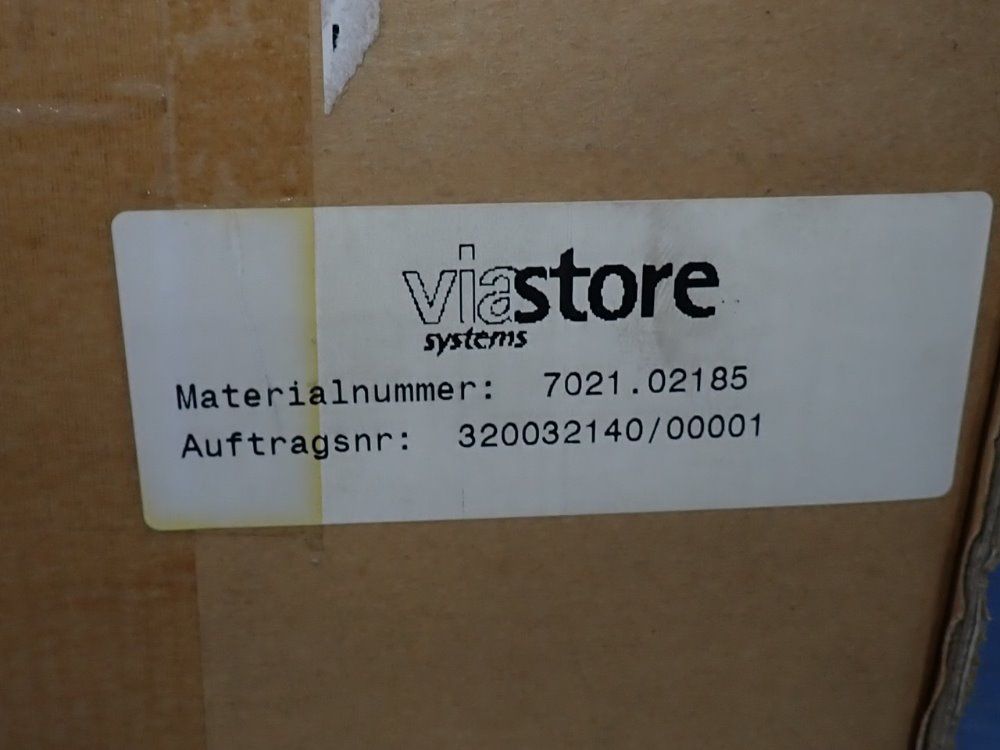 viastore
systems
Materialnummer: 7021.02185
Auftragsnr: 320032140/00001